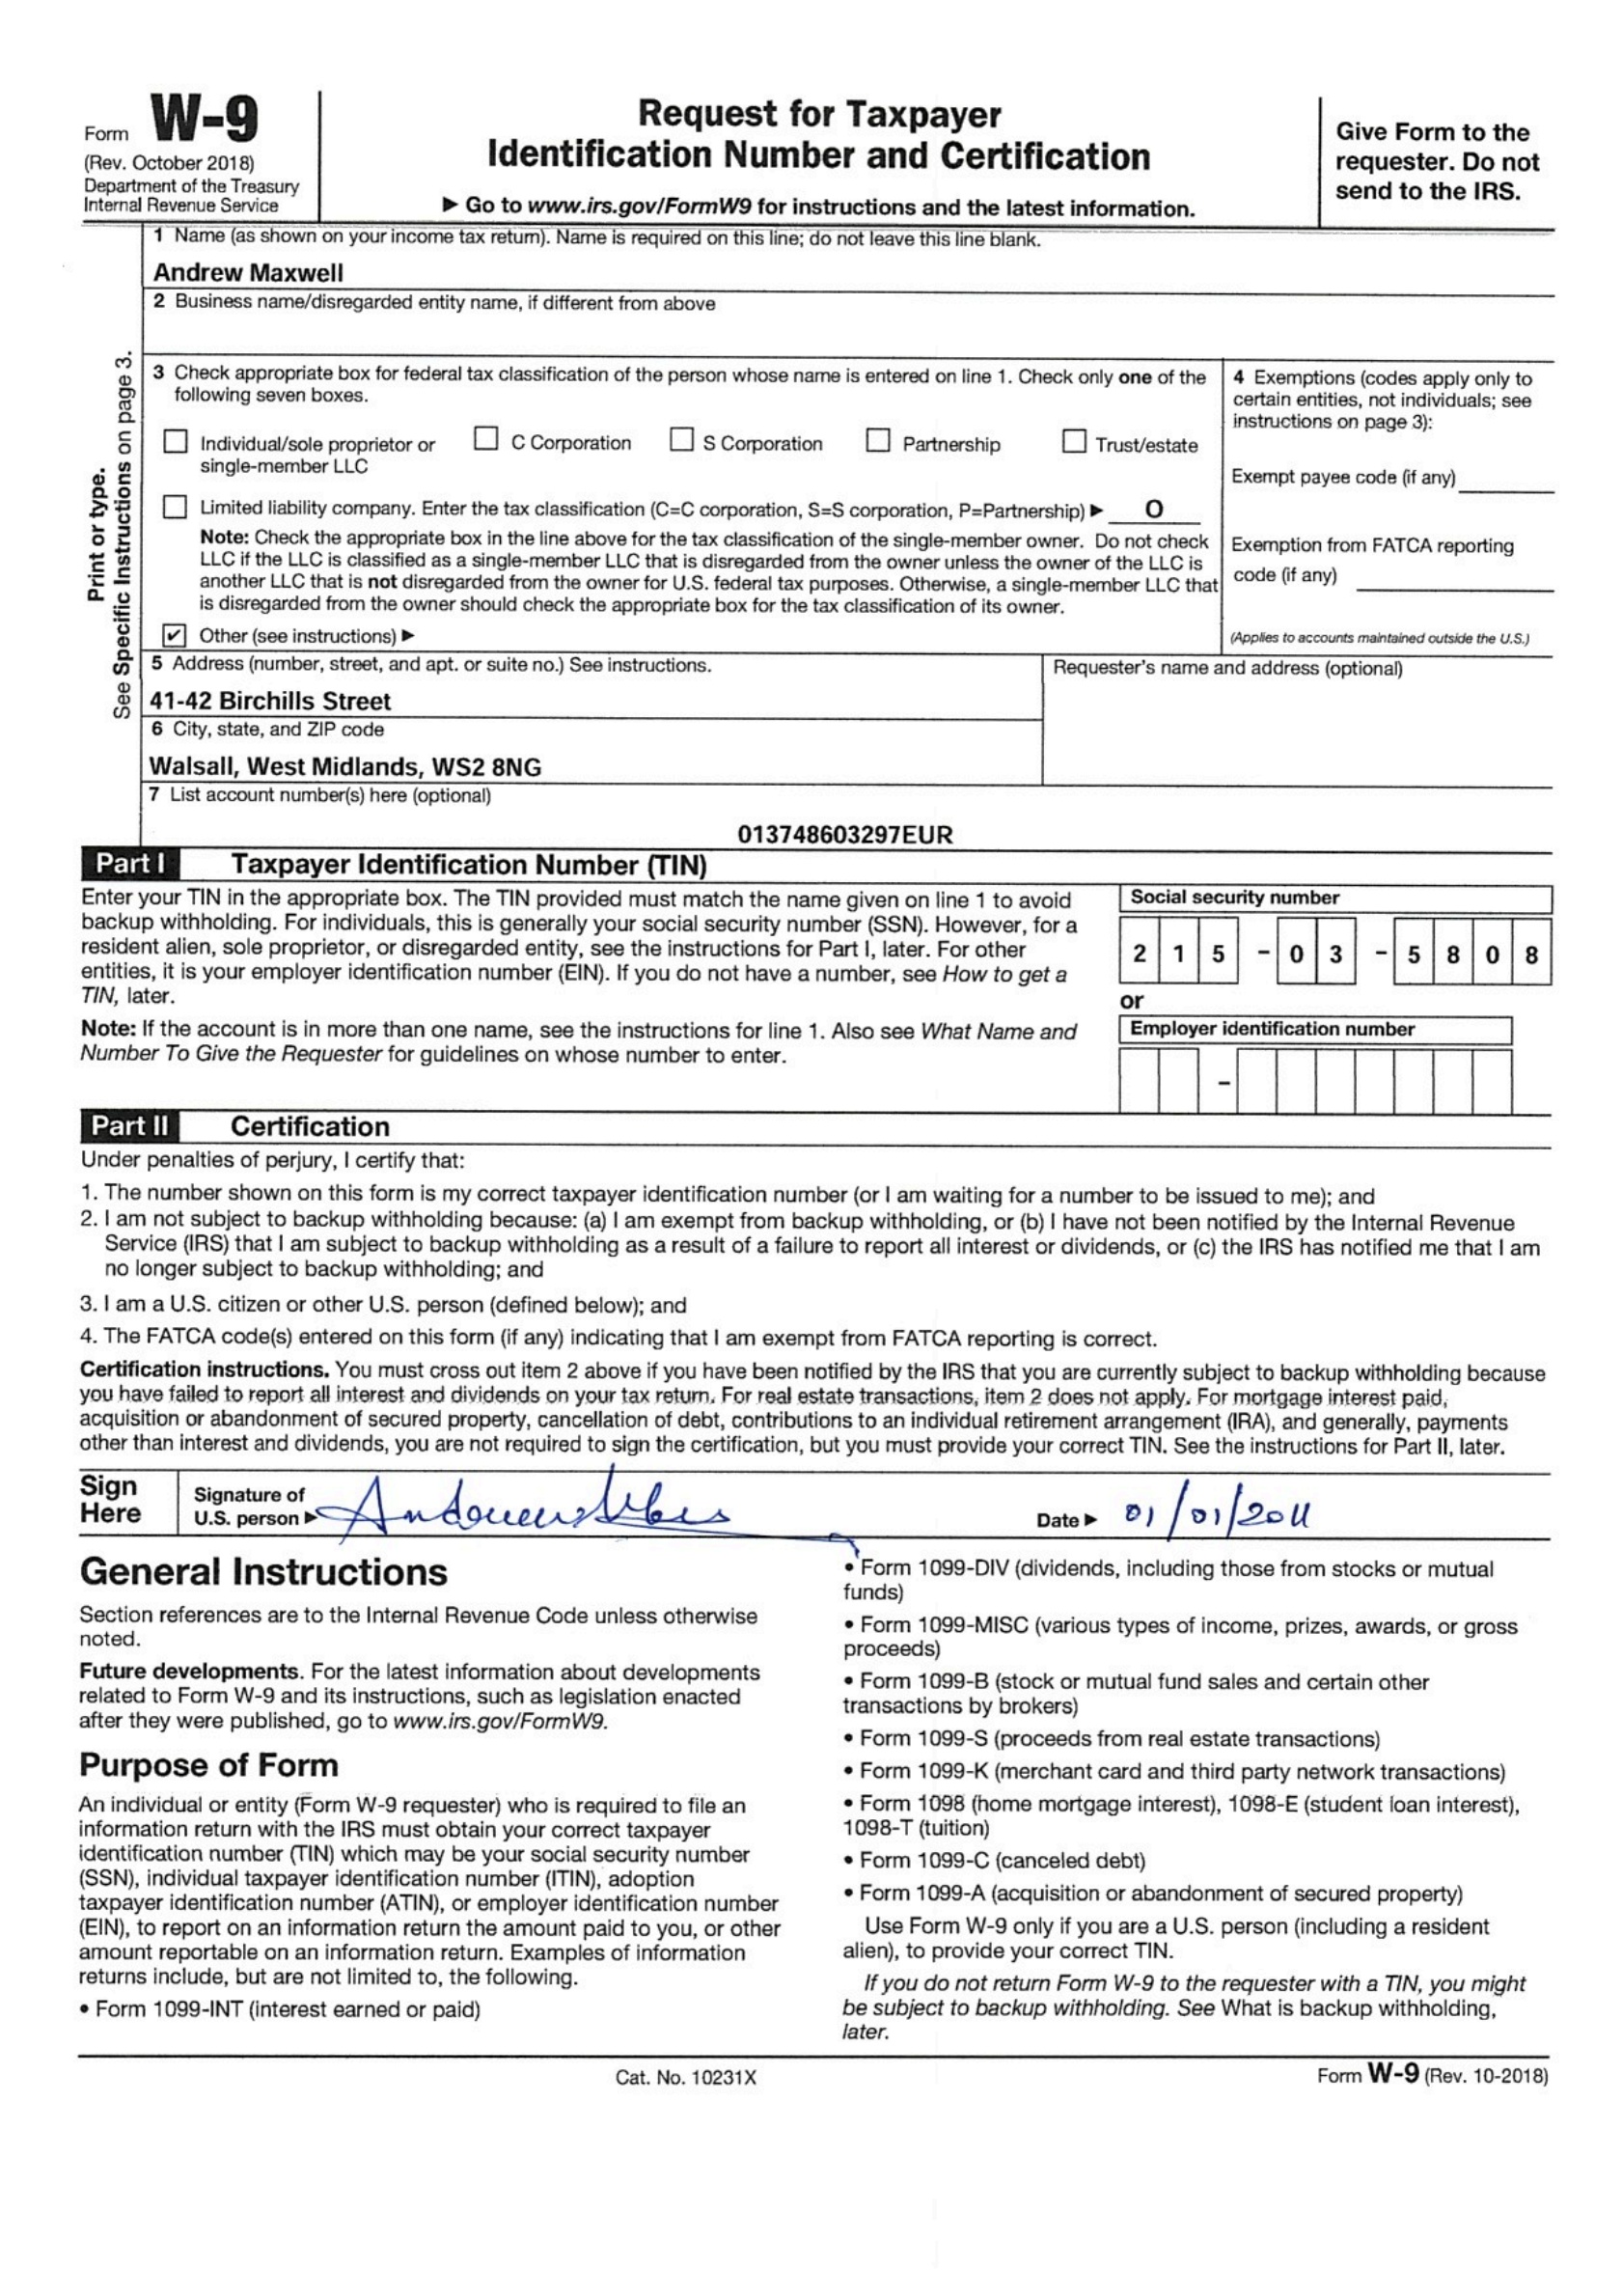 Form W-9
(Rev. October 2018)
Department of the Treasury
Internal Revenue Service
Request for Taxpayer
Identification Number and Certification
▶ Go to www.irs.gov/FormW9 for instructions and the latest information.
Give Form to the
requester. Do not
send to the IRS.
Print or type.
See Specific Instructions on page 3.
1 Name (as shown on your income tax return). Name is required on this line; do not leave this line blank.
Andrew Maxwell
2 Business name/disregarded entity name, if different from above
3 Check appropriate box for federal tax classification of the person whose name is entered on line 1. Check only one of the
following seven boxes.
Individual/sole proprietor or
single-member LLC
C Corporation
S Corporation
Partnership
Trust/estate
Limited liability company. Enter the tax classification (C=C corporation, S=S corporation, P=Partnership) ▶ O
Note: Check the appropriate box in the line above for the tax classification of the single-member owner. Do not check
LLC if the LLC is classified as a single-member LLC that is disregarded from the owner unless the owner of the LLC is
another LLC that is not disregarded from the owner for U.S. federal tax purposes. Otherwise, a single-member LLC that
is disregarded from the owner should check the appropriate box for the tax classification of its owner.
✔ Other (see instructions) ▶
4 Exemptions (codes apply only to
certain entities, not individuals; see
instructions on page 3):
Exempt payee code (if any)
Exemption from FATCA reporting
code (if any)
(Applies to accounts maintained outside the U.S.)
5 Address (number, street, and apt. or suite no.) See instructions.
41-42 Birchills Street
6 City, state, and ZIP code
Walsall, West Midlands, WS2 8NG
Requester's name and address (optional)
7 List account number(s) here (optional)
013748603297EUR
Part I Taxpayer Identification Number (TIN)
Enter your TIN in the appropriate box. The TIN provided must match the name given on line 1 to avoid
backup withholding. For individuals, this is generally your social security number (SSN). However, for a
resident alien, sole proprietor, or disregarded entity, see the instructions for Part I, later. For other
entities, it is your employer identification number (EIN). If you do not have a number, see How to get a
TIN, later.
Note: If the account is in more than one name, see the instructions for line 1. Also see What Name and
Number To Give the Requester for guidelines on whose number to enter.
Social security number
2 1 5 - 0 3 - 5 8 0 8
or
Employer identification number
-
Part II Certification
Under penalties of perjury, I certify that:
1. The number shown on this form is my correct taxpayer identification number (or I am waiting for a number to be issued to me); and
2. I am not subject to backup withholding because: (a) I am exempt from backup withholding, or (b) I have not been notified by the Internal Revenue
Service (IRS) that I am subject to backup withholding as a result of a failure to report all interest or dividends, or (c) the IRS has notified me that I am
no longer subject to backup withholding; and
3. I am a U.S. citizen or other U.S. person (defined below); and
4. The FATCA code(s) entered on this form (if any) indicating that I am exempt from FATCA reporting is correct.
Certification instructions. You must cross out item 2 above if you have been notified by the IRS that you are currently subject to backup withholding because
you have failed to report all interest and dividends on your tax return. For real estate transactions, item 2 does not apply. For mortgage interest paid,
acquisition or abandonment of secured property, cancellation of debt, contributions to an individual retirement arrangement (IRA), and generally, payments
other than interest and dividends, you are not required to sign the certification, but you must provide your correct TIN. See the instructions for Part II, later.
Sign
Here
Signature of
U.S. person ▶
Date ▶ 01/01/2011
General Instructions
Section references are to the Internal Revenue Code unless otherwise
noted.
Future developments. For the latest information about developments
related to Form W-9 and its instructions, such as legislation enacted
after they were published, go to www.irs.gov/FormW9.
Purpose of Form
An individual or entity (Form W-9 requester) who is required to file an
information return with the IRS must obtain your correct taxpayer
identification number (TIN) which may be your social security number
(SSN), individual taxpayer identification number (ITIN), adoption
taxpayer identification number (ATIN), or employer identification number
(EIN), to report on an information return the amount paid to you, or other
amount reportable on an information return. Examples of information
returns include, but are not limited to, the following.
• Form 1099-INT (interest earned or paid)
• Form 1099-DIV (dividends, including those from stocks or mutual
funds)
• Form 1099-MISC (various types of income, prizes, awards, or gross
proceeds)
• Form 1099-B (stock or mutual fund sales and certain other
transactions by brokers)
• Form 1099-S (proceeds from real estate transactions)
• Form 1099-K (merchant card and third party network transactions)
• Form 1098 (home mortgage interest), 1098-E (student loan interest),
1098-T (tuition)
• Form 1099-C (canceled debt)
• Form 1099-A (acquisition or abandonment of secured property)
Use Form W-9 only if you are a U.S. person (including a resident
alien), to provide your correct TIN.
If you do not return Form W-9 to the requester with a TIN, you might
be subject to backup withholding. See What is backup withholding,
later.
Cat. No. 10231X
Form W-9 (Rev. 10-2018)